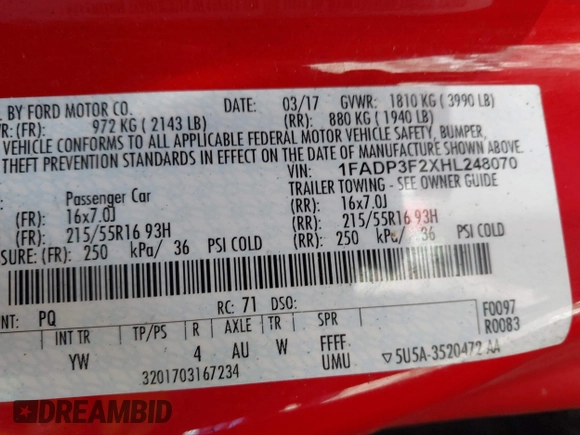 . BY FORD MOTOR CO. DATE: 03/17 GVWR: 1810 KG ( 3990 LB)
WR: (FR): 972 KG ( 2143 LB) (RR): 880 KG ( 1940 LB)
VEHICLE CONFORMS TO ALL APPLICABLE FEDERAL MOTOR VEHICLE SAFETY, BUMPER,
THEFT PREVENTION STANDARDS IN EFFECT ON THE DATE OF MANUFACTURE SHOWN ABOVE
VIN: 1FADP3F2XHL248070
Passenger Car TRAILER TOWING - SEE OWNER GUIDE
(FR): 16x7.0J (RR): 16x7.0J
(FR): 215/55R16 93H (RR): 215/55R16 93H
SURE: (FR): 250 kPa/ 36 PSI COLD (RR): 250 kPa/ 36 PSI COLD
NT: PQ RC: 71 DSO:
INT TR TP/PS R AXLE TR SPR F0097
R0083
YW 4 AU W FFFF
UMU
3201703167234 ▽5U5A-3520472 AA
DREAMBID